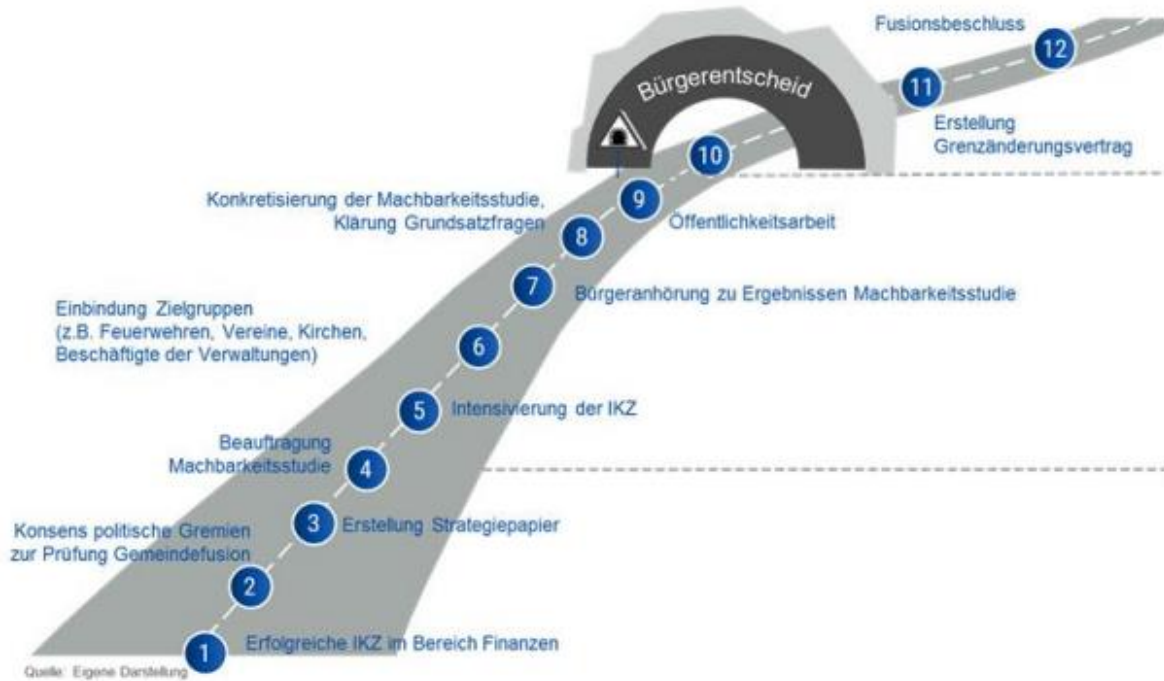 Fusionsbeschluss
12
11
Erstellung
Grenzänderungsvertrag
Bürgerentscheid
10
Konkretisierung der Machbarkeitsstudie,
Klärung Grundsatzfragen
9
Öffentlichkeitsarbeit
8
7
Bürgeranhörung zu Ergebnissen Machbarkeitsstudie
Einbindung Zielgruppen
(z.B. Feuerwehren, Vereine, Kirchen,
Beschäftigte der Verwaltungen)
6
5
Intensivierung der IKZ
Beauftragung
Machbarkeitsstudie
4
3
Erstellung Strategiepapier
Konsens politische Gremien
zur Prüfung Gemeindefusion
2
1
Erfolgreiche IKZ im Bereich Finanzen
Quelle: Eigene Darstellung